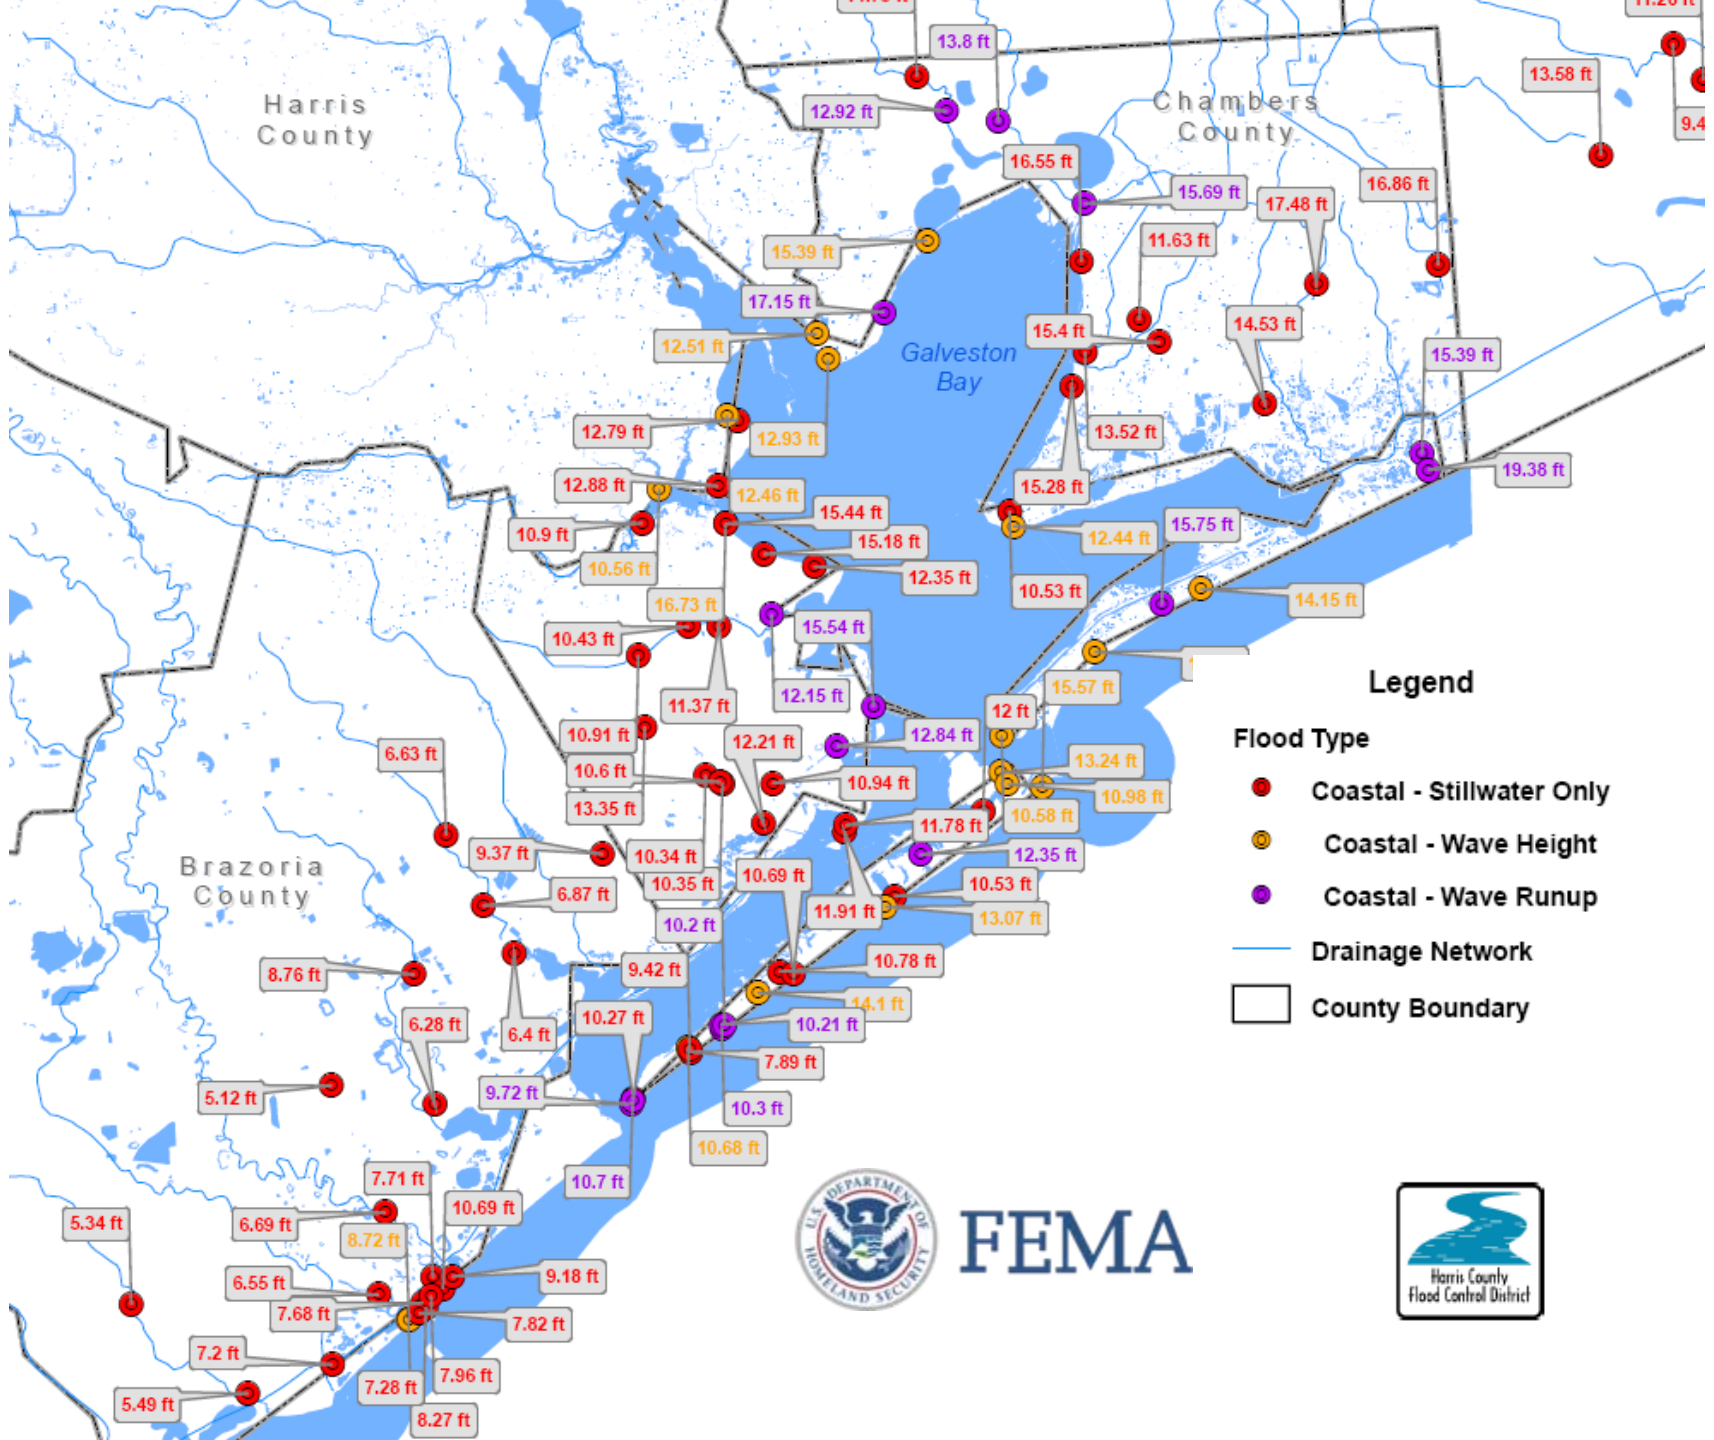 13.8 ft
13.58 ft
12.92 ft
Harris
County
Chambers
County
16.55 ft
15.69 ft
16.86 ft
17.48 ft
11.63 ft
15.39 ft
17.15 ft
12.51 ft
Galveston
Bay
15.4 ft
14.53 ft
15.39 ft
12.79 ft
12.93 ft
13.52 ft
19.38 ft
12.88 ft
12.46 ft
15.28 ft
15.44 ft
15.75 ft
10.9 ft
15.18 ft
12.44 ft
10.56 ft
12.35 ft
10.53 ft
14.15 ft
16.73 ft
15.54 ft
10.43 ft
12.15 ft
15.57 ft
11.37 ft
12 ft
10.91 ft
12.21 ft
12.84 ft
6.63 ft
13.24 ft
10.6 ft
10.94 ft
10.98 ft
13.35 ft
10.58 ft
11.78 ft
9.37 ft
10.34 ft
12.35 ft
Brazoria
County
10.35 ft
10.69 ft
10.53 ft
6.87 ft
11.91 ft
13.07 ft
10.2 ft
8.76 ft
9.42 ft
10.78 ft
14.1 ft
6.28 ft
6.4 ft
10.27 ft
10.21 ft
7.89 ft
5.12 ft
9.72 ft
10.3 ft
10.68 ft
7.71 ft
10.7 ft
10.69 ft
5.34 ft
6.69 ft
8.72 ft
6.55 ft
9.18 ft
7.68 ft
7.82 ft
7.2 ft
7.96 ft
7.28 ft
5.49 ft
8.27 ft
Legend
Flood Type
Coastal - Stillwater Only
Coastal - Wave Height
Coastal - Wave Runup
Drainage Network
County Boundary
U.S. DEPARTMENT OF
HOMELAND SECURITY
FEMA
Harris County
Flood Control District